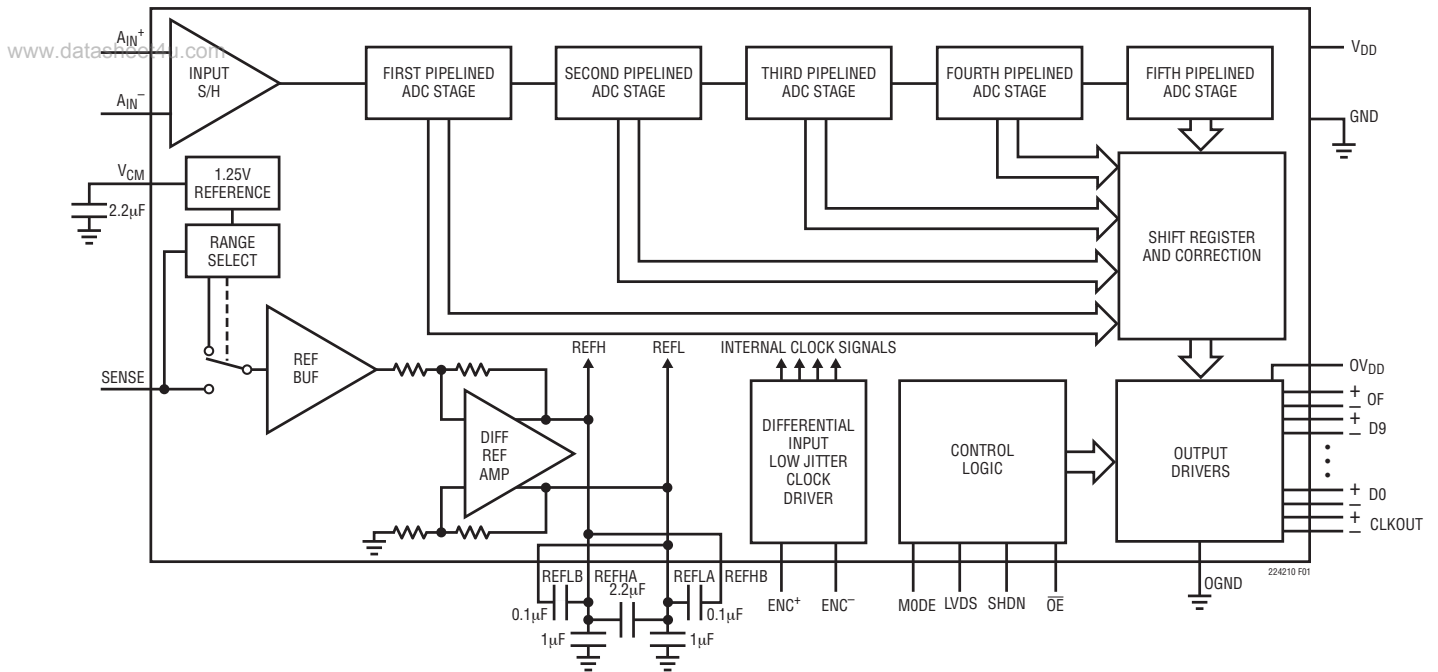 www.datasheet4u.com
AIN+
AIN−
INPUT
S/H
FIRST PIPELINED
ADC STAGE
SECOND PIPELINED
ADC STAGE
THIRD PIPELINED
ADC STAGE
FOURTH PIPELINED
ADC STAGE
FIFTH PIPELINED
ADC STAGE
VDD
GND
VCM
2.2µF
1.25V
REFERENCE
RANGE
SELECT
SHIFT REGISTER
AND CORRECTION
SENSE
REF
BUF
DIFF
REF
AMP
REFH
REFL
INTERNAL CLOCK SIGNALS
DIFFERENTIAL
INPUT
LOW JITTER
CLOCK
DRIVER
CONTROL
LOGIC
OUTPUT
DRIVERS
OVDD
+
− OF
+
− D9
+
− D0
+
− CLKOUT
REFLB
REFHA
REFLA
REFHB
2.2µF
0.1µF
0.1µF
1µF
1µF
ENC+
ENC−
MODE
LVDS
SHDN
O̅E̅
OGND
224210 F01